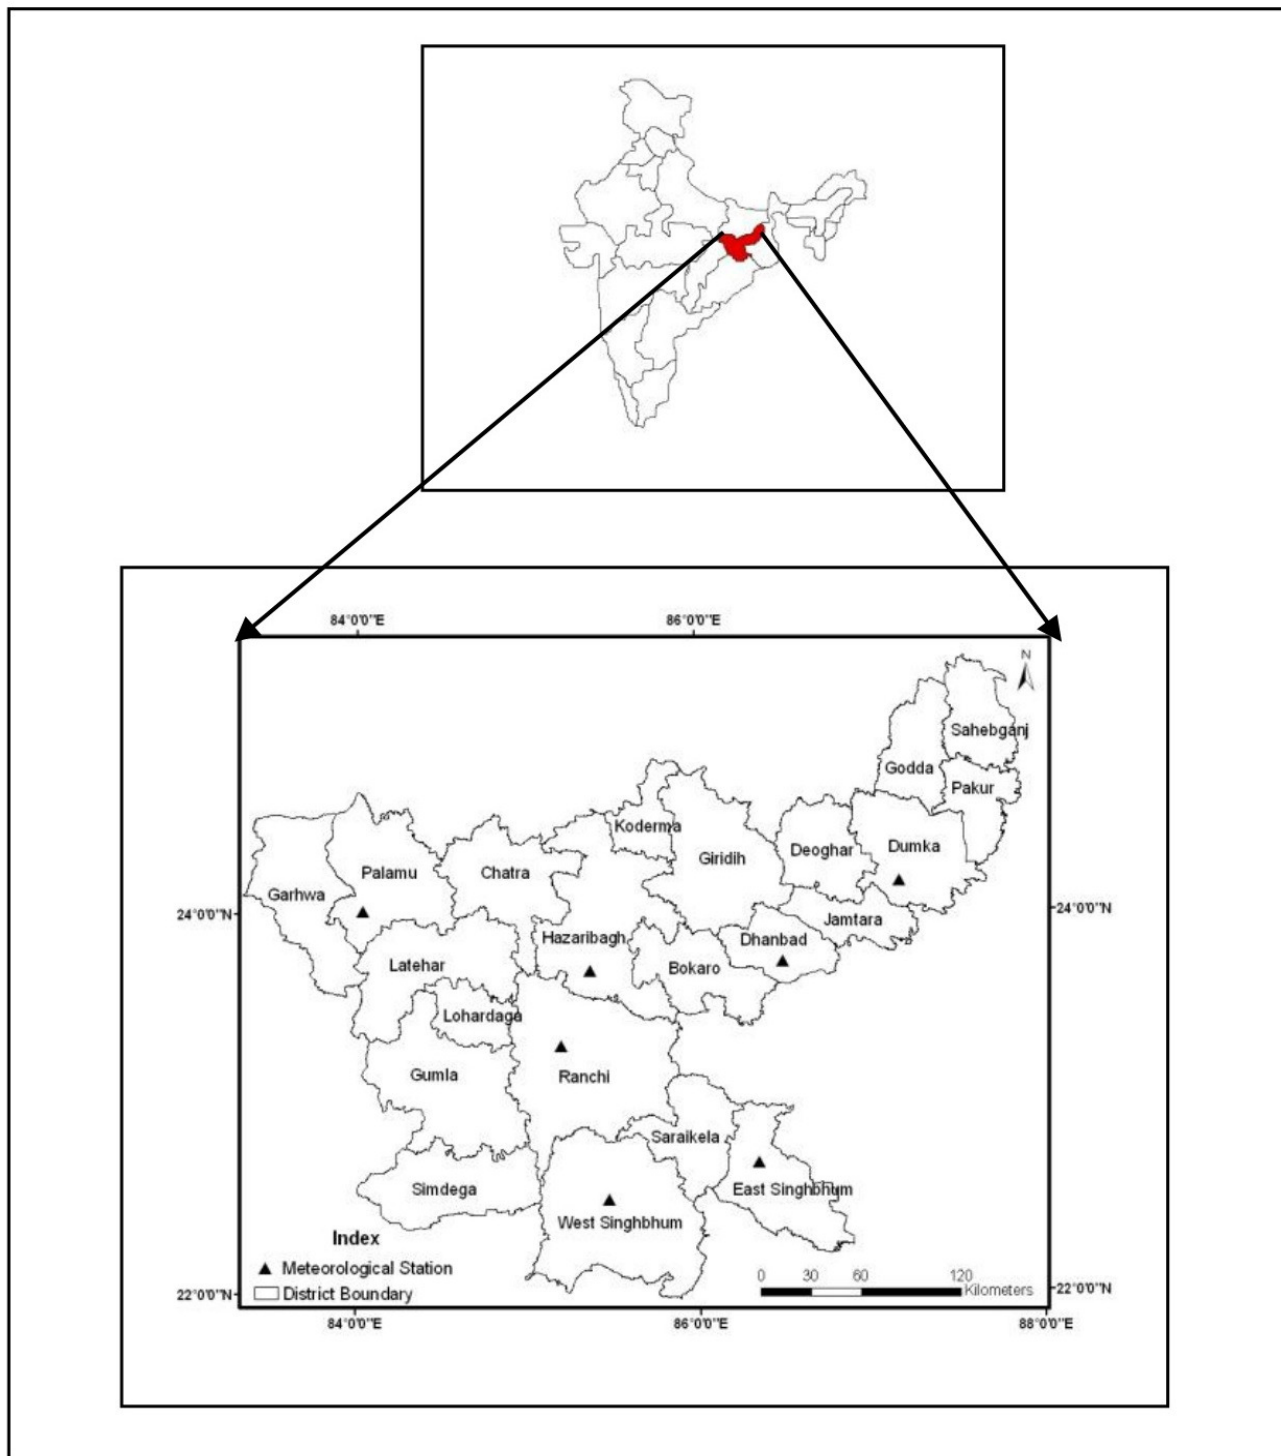 84°0'0"E
86°0'0"E
N
Sahebganj
Godda
Pakur
Koderma
Giridih
Deoghar
Dumka
Palamu
Chatra
Garhwa
24°0'0"N
24°0'0"N
Jamtara
Hazaribagh
Dhanbad
Latehar
Bokaro
Lohardaga
Gumla
Ranchi
Saraikela
Simdega
East Singhbhum
West Singhbhum
Index
Meteorological Station
District Boundary
0 30 60 120
Kilometers
22°0'0"N
22°0'0"N
84°0'0"E
86°0'0"E
88°0'0"E